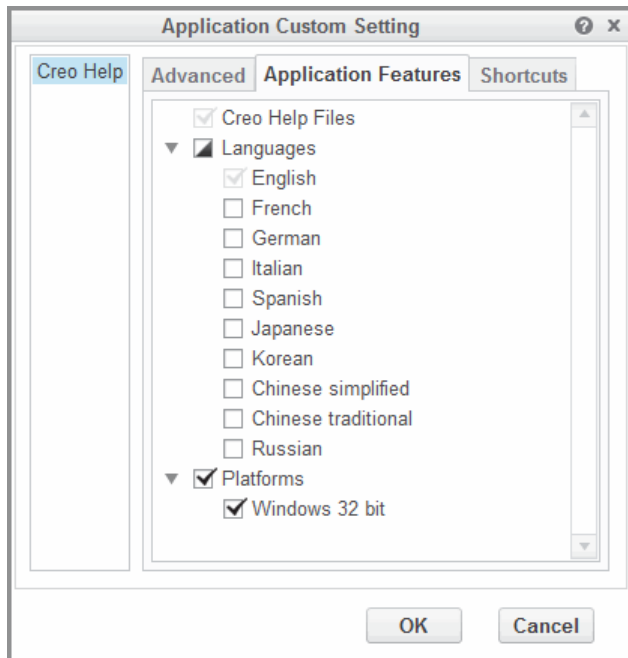 Application Custom Setting
Creo Help
Advanced Application Features Shortcuts
Creo Help Files
Languages
English
French
German
Italian
Spanish
Japanese
Korean
Chinese simplified
Chinese traditional
Russian
Platforms
Windows 32 bit
OK Cancel